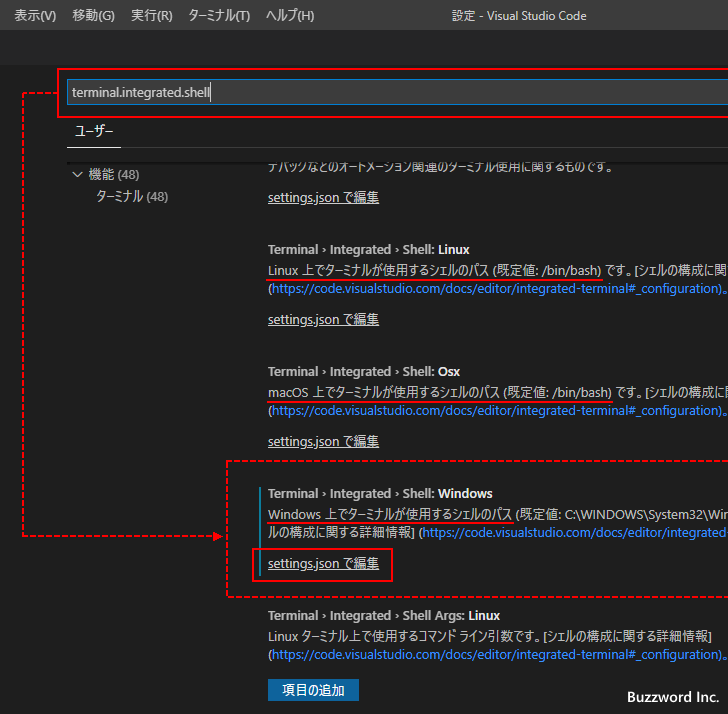 表示(V) 移動(G) 実行(R) ターミナル(T) ヘルプ(H) 設定 - Visual Studio Code
terminal.integrated.shell
ユーザー
機能 (48)
ターミナル (48)
デバッグなどのオートメーション関連のターミナル使用に関するものです。
settings.json で編集
Terminal › Integrated › Shell: Linux
Linux 上でターミナルが使用するシェルのパス (既定値: /bin/bash) です。[シェルの構成に関
(https://code.visualstudio.com/docs/editor/integrated-terminal#_configuration)。
settings.json で編集
Terminal › Integrated › Shell: Osx
macOS 上でターミナルが使用するシェルのパス (既定値: /bin/bash) です。[シェルの構成に関
(https://code.visualstudio.com/docs/editor/integrated-terminal#_configuration)。
settings.json で編集
Terminal › Integrated › Shell: Windows
Windows 上でターミナルが使用するシェルのパス (既定値: C:\WINDOWS\System32\Win
ルの構成に関する詳細情報] (https://code.visualstudio.com/docs/editor/integrated-
settings.json で編集
Terminal › Integrated › Shell Args: Linux
Linux ターミナル上で使用するコマンド ライン引数です。[シェルの構成に関する詳細情報]
(https://code.visualstudio.com/docs/editor/integrated-terminal#_configuration)。
項目の追加
Buzzword Inc.